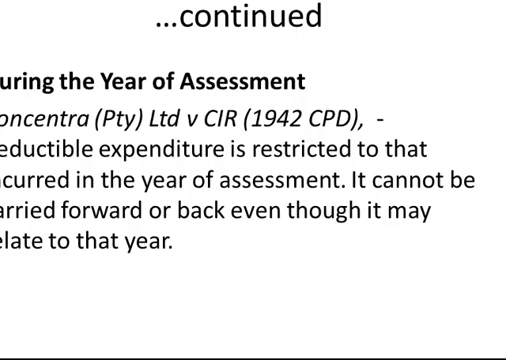 ...continued
uring the Year of Assessment
oncentra (Pty) Ltd v CIR (1942 CPD), -
eductible expenditure is restricted to that
ncurred in the year of assessment. It cannot be
arried forward or back even though it may
elate to that year.